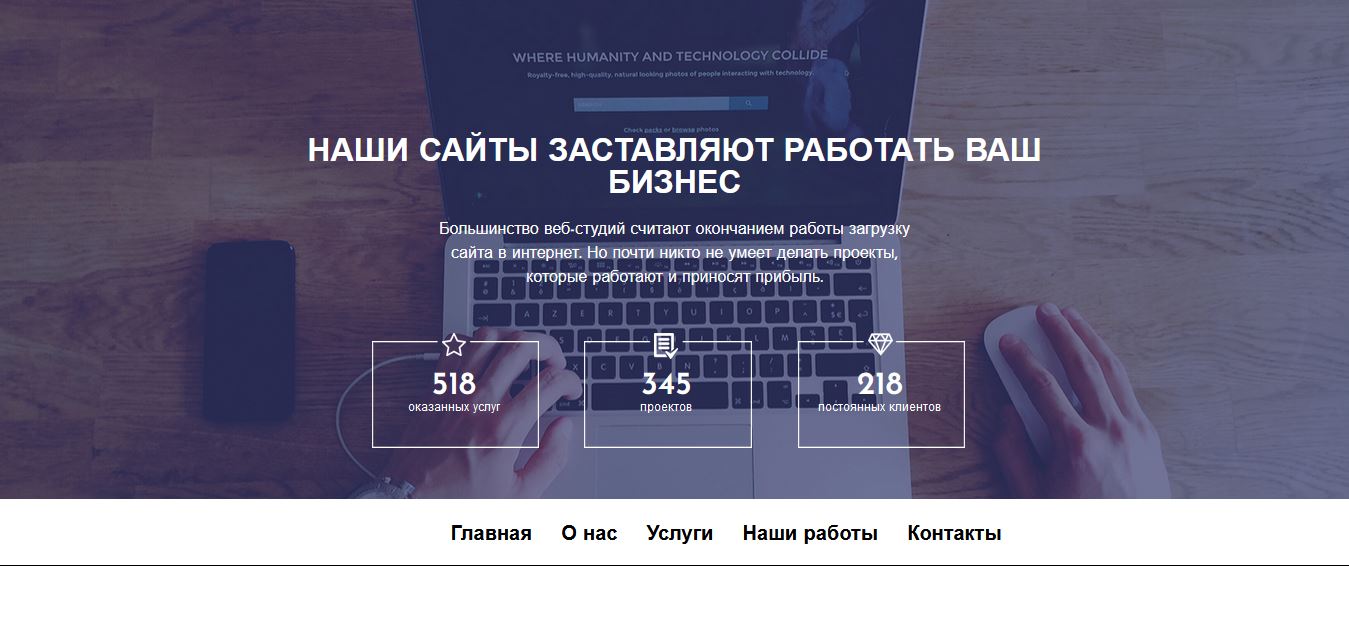 WHERE HUMANITY AND TECHNOLOGY COLLIDE
Royalty-free, high-quality, natural looking photos of people interacting with technology.
SEARCH
Check packs or browse photos
НАШИ САЙТЫ ЗАСТАВЛЯЮТ РАБОТАТЬ ВАШ
БИЗНЕС
Большинство веб-студий считают окончанием работы загрузку
сайта в интернет. Но почти никто не умеет делать проекты,
которые работают и приносят прибыль.
518
оказанных услуг
345
проектов
218
постоянных клиентов
Главная О нас Услуги Наши работы Контакты